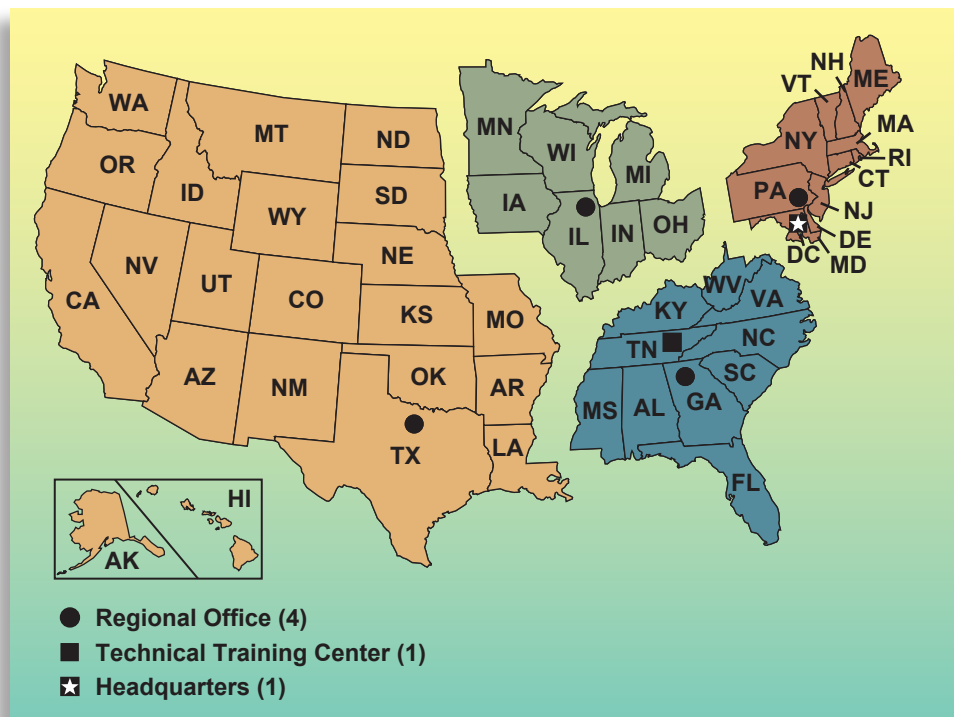 WA
MT
ND
OR
ID
SD
WY
NE
NV
UT
CO
CA
KS
MO
AZ
NM
OK
AR
TX
LA
AK
HI
MN
WI
MI
IA
IL
IN
OH
NH
VT
ME
NY
MA
RI
CT
PA
NJ
DE
DC
MD
WV
VA
KY
NC
TN
SC
MS
AL
GA
FL
Regional Office (4)
Technical Training Center (1)
Headquarters (1)